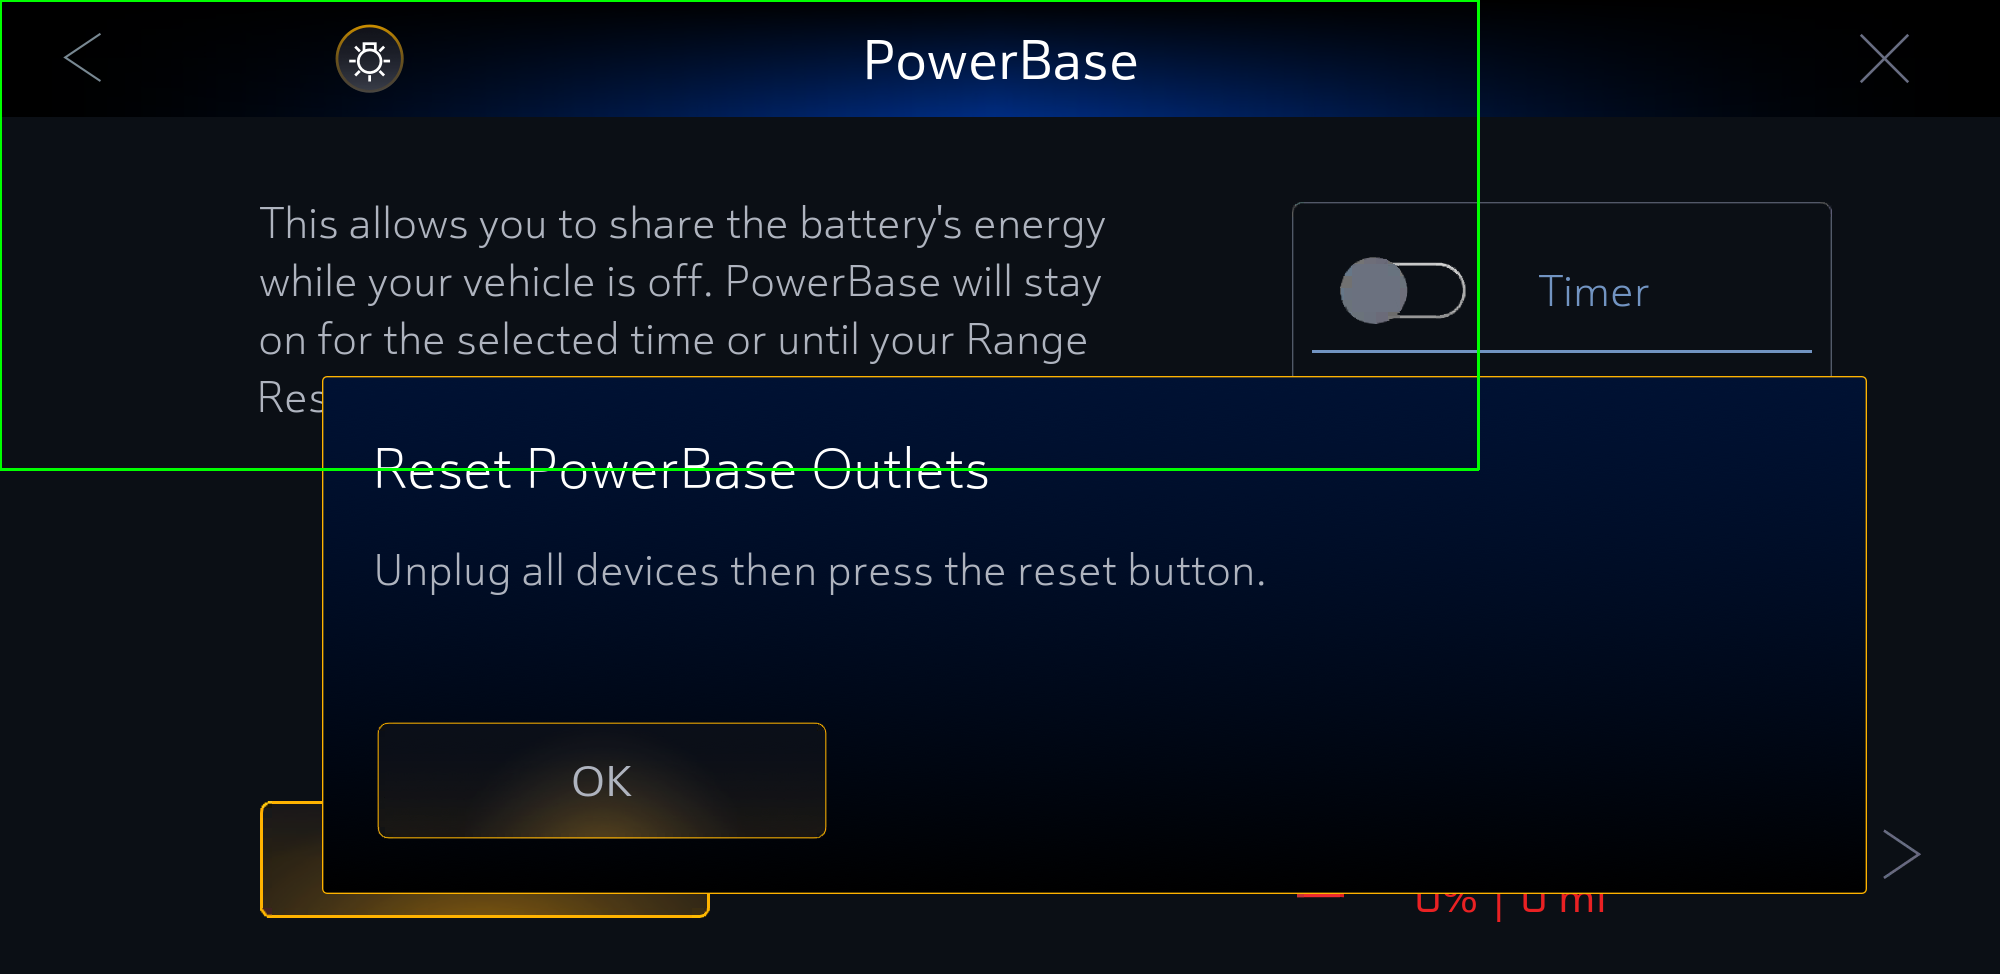 PowerBase
This allows you to share the battery's energy
while your vehicle is off. PowerBase will stay
on for the selected time or until your Range
Res
Timer
Reset PowerBase Outlets
Unplug all devices then press the reset button.
OK
0% | 0 mi